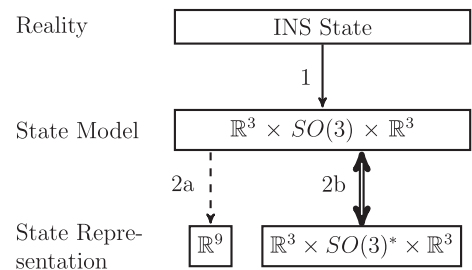 Reality
INS State
1
State Model
ℝ³ × SO(3) × ℝ³
2a
2b
State Repre-
sentation
ℝ⁹
ℝ³ × SO(3)* × ℝ³